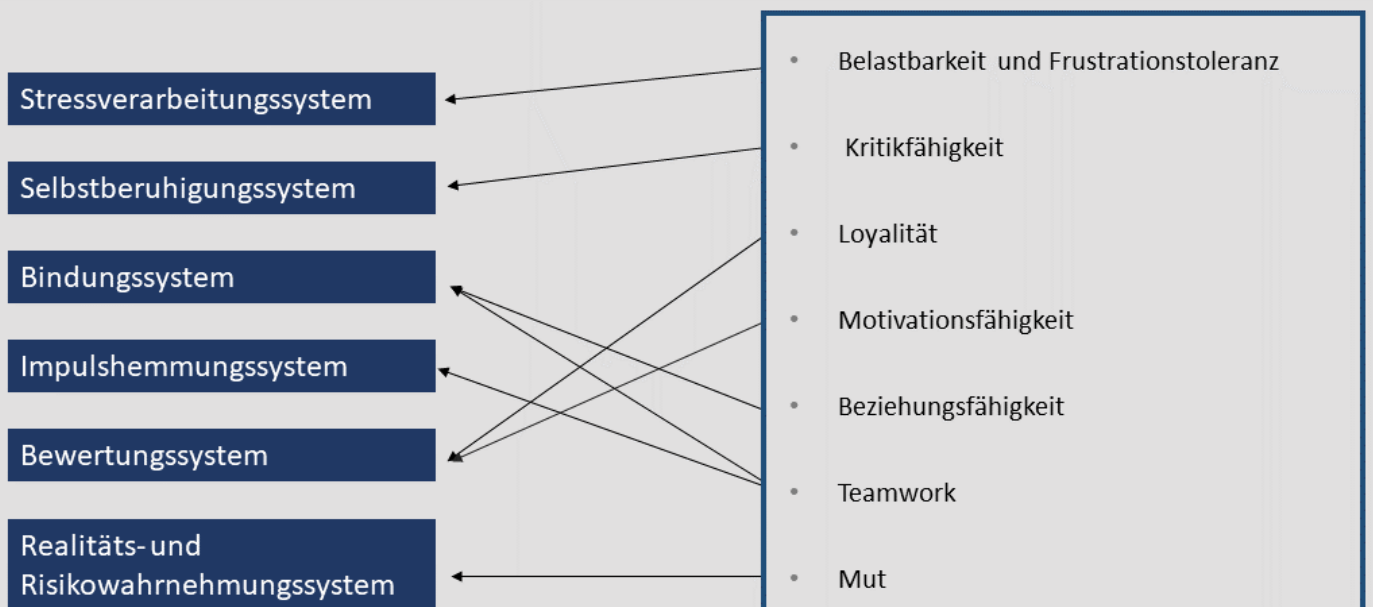 Stressverarbeitungssystem
Selbstberuhigungssystem
Bindungssystem
Impulshemmungssystem
Bewertungssystem
Realitäts- und
Risikowahrnehmungssystem
• Belastbarkeit und Frustrationstoleranz
• Kritikfähigkeit
• Loyalität
• Motivationsfähigkeit
• Beziehungsfähigkeit
• Teamwork
• Mut